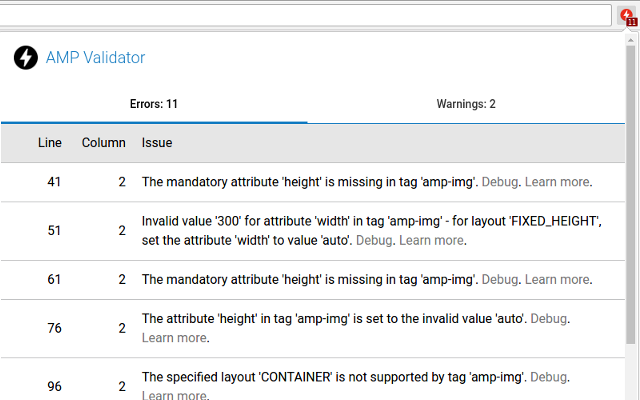 11
AMP Validator
Errors: 11 Warnings: 2
Line Column Issue
41 2 The mandatory attribute 'height' is missing in tag 'amp-img'. Debug. Learn more.
51 2 Invalid value '300' for attribute 'width' in tag 'amp-img' - for layout 'FIXED_HEIGHT',
set the attribute 'width' to value 'auto'. Debug. Learn more.
61 2 The mandatory attribute 'height' is missing in tag 'amp-img'. Debug. Learn more.
76 2 The attribute 'height' in tag 'amp-img' is set to the invalid value 'auto'. Debug.
Learn more.
96 2 The specified layout 'CONTAINER' is not supported by tag 'amp-img'. Debug.
Learn more.